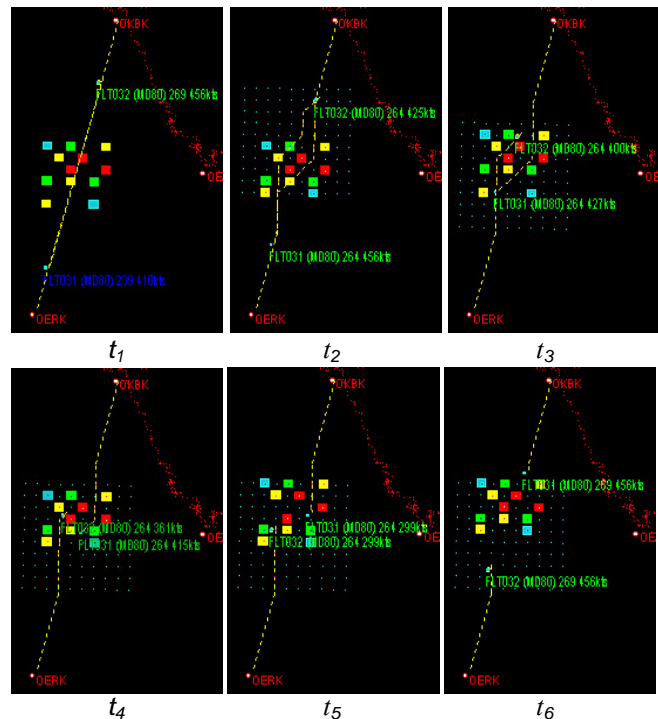 OKBK
FLT032 (MD80) 269 456kts
FLT031 (MD80) 239 410kts
OERK
t1
OKBK
FLT032 (MD80) 264 425kts
OE
FLT031 (MD80) 264 456kts
OERK
t2
OKBK
FLT032 (MD80) 264 400kts
OE
FLT031 (MD80) 264 427kts
OERK
t3
OKBK
FLT032 (MD80) 264 361kts
FLT031 (MD80) 264 415kts
OERK
t4
OKBK
FLT031 (MD80) 264 299kts
FLT032 (MD80) 264 299kts
OERK
t5
OKBK
FLT031 (MD80) 269 456kts
OE
FLT032 (MD80) 269 456kts
OERK
t6